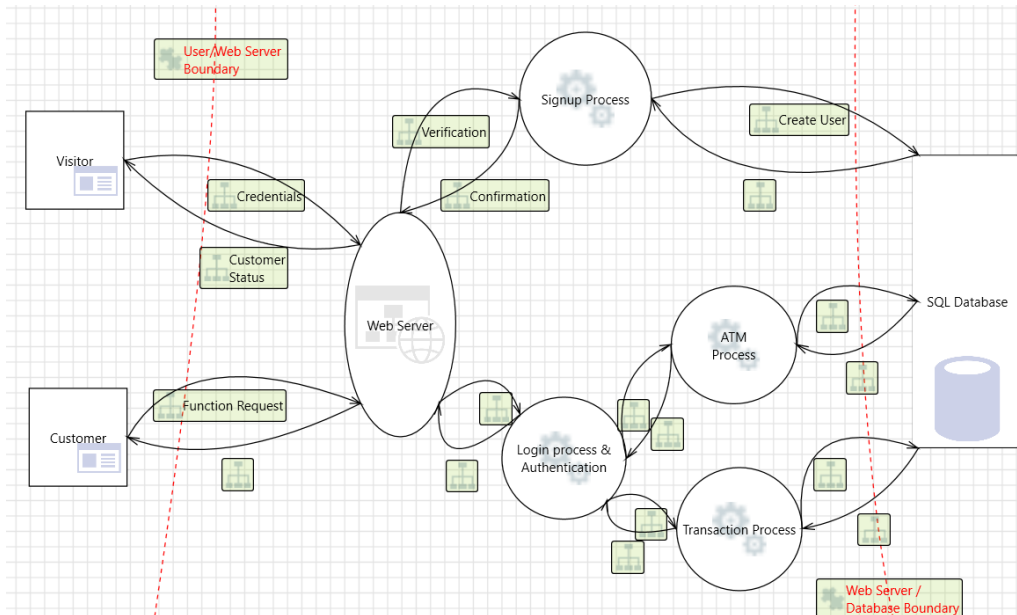 User/Web Server
Boundary
Signup Process
Verification
Create User
Visitor
Credentials
Confirmation
Customer
Status
Web Server
SQL Database
ATM
Process
Function Request
Customer
Login process &
Authentication
Transaction Process
Web Server /
Database Boundary